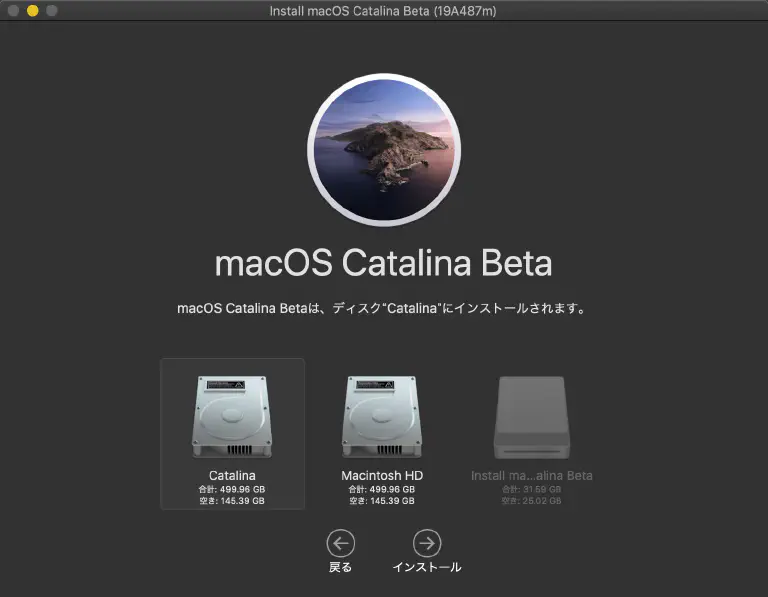 Install macOS Catalina Beta (19A487m)
macOS Catalina Beta
macOS Catalina Betaは、ディスク“Catalina”にインストールされます。
Catalina
合計: 499.96 GB
空き: 145.39 GB
Macintosh HD
合計: 499.96 GB
空き: 145.39 GB
Install ma...alina Beta
合計: 31.59 GB
空き: 25.02 GB
戻る
インストール